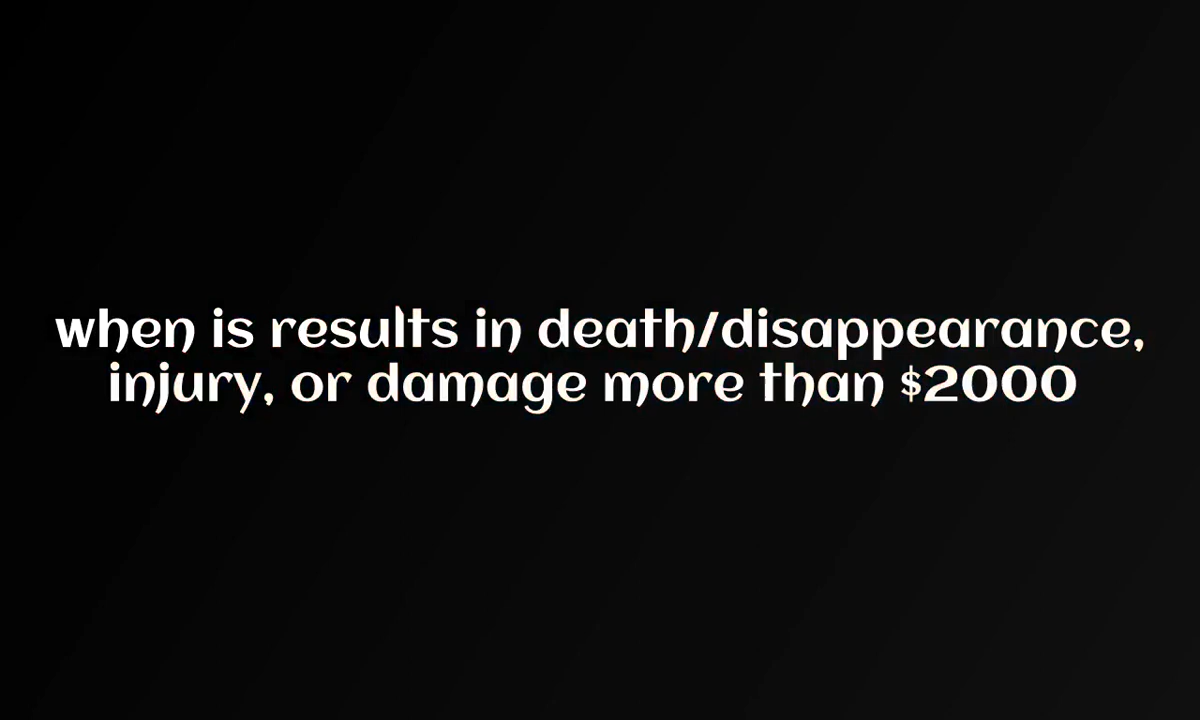 when is results in death/disappearance,
injury, or damage more than $2000